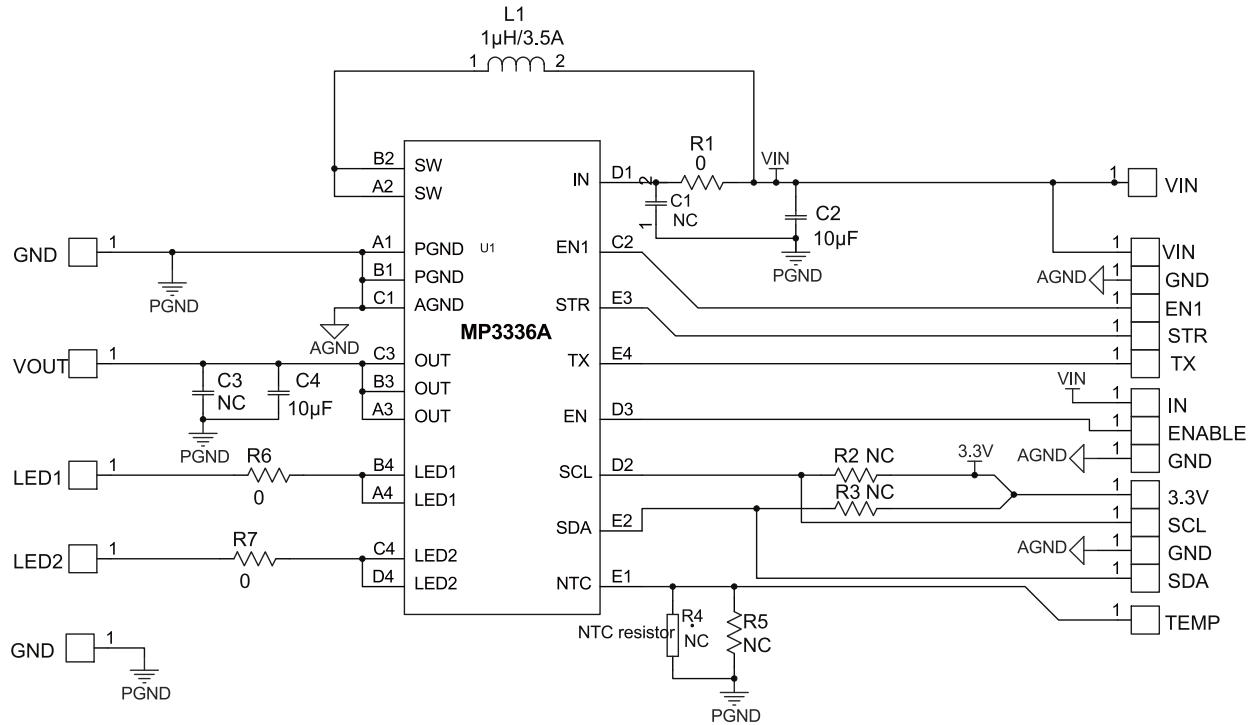 L1
1µH/3.5A
1 2
B2 SW
A2 SW
IN D1
2
C1
NC
1
R1
0
VIN
C2
10µF
PGND
1 VIN
GND 1
PGND
A1 PGND
U1
B1 PGND
C1 AGND
AGND
MP3336A
EN1 C2
STR E3
TX E4
1 VIN
AGND 1 GND
1 EN1
1 STR
1 TX
VOUT 1
C3
NC
C4
10µF
PGND
C3 OUT
B3 OUT
A3 OUT
EN D3
VIN
1 IN
1 ENABLE
AGND 1 GND
LED1 1
R6
0
B4 LED1
A4 LED1
SCL D2
R2 NC
3.3V
R3 NC
SDA E2
1 3.3V
1 SCL
AGND 1 GND
1 SDA
LED2 1
R7
0
C4 LED2
D4 LED2
NTC E1
NTC resistor
R4
NC
R5
NC
PGND
1 TEMP
GND 1
PGND